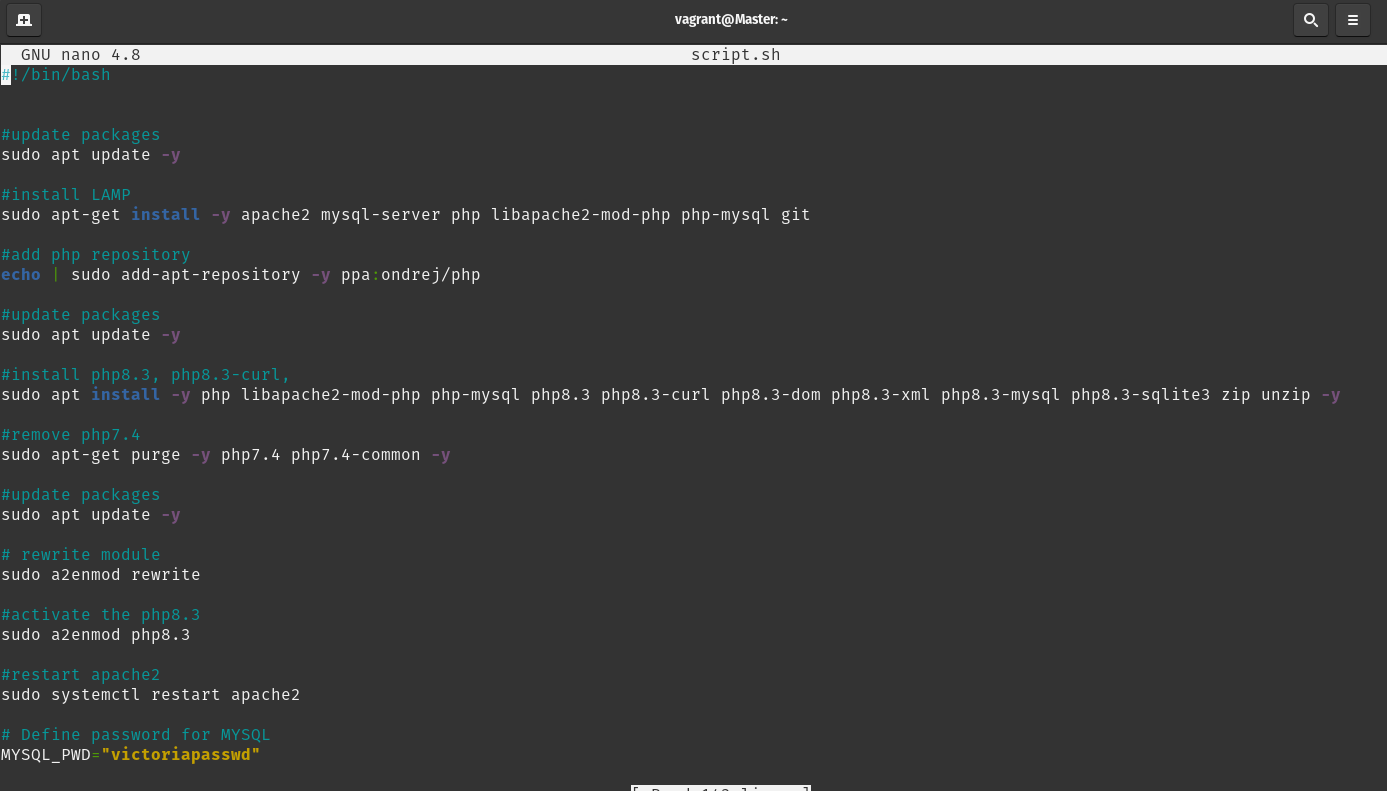 vagrant@Master: ~
GNU nano 4.8 script.sh
#!/bin/bash
#update packages
sudo apt update -y
#install LAMP
sudo apt-get install -y apache2 mysql-server php libapache2-mod-php php-mysql git
#add php repository
echo | sudo add-apt-repository -y ppa:ondrej/php
#update packages
sudo apt update -y
#install php8.3, php8.3-curl,
sudo apt install -y php libapache2-mod-php php-mysql php8.3 php8.3-curl php8.3-dom php8.3-xml php8.3-mysql php8.3-sqlite3 zip unzip -y
#remove php7.4
sudo apt-get purge -y php7.4 php7.4-common -y
#update packages
sudo apt update -y
# rewrite module
sudo a2enmod rewrite
#activate the php8.3
sudo a2enmod php8.3
#restart apache2
sudo systemctl restart apache2
# Define password for MYSQL
MYSQL_PWD="victoriapasswd"